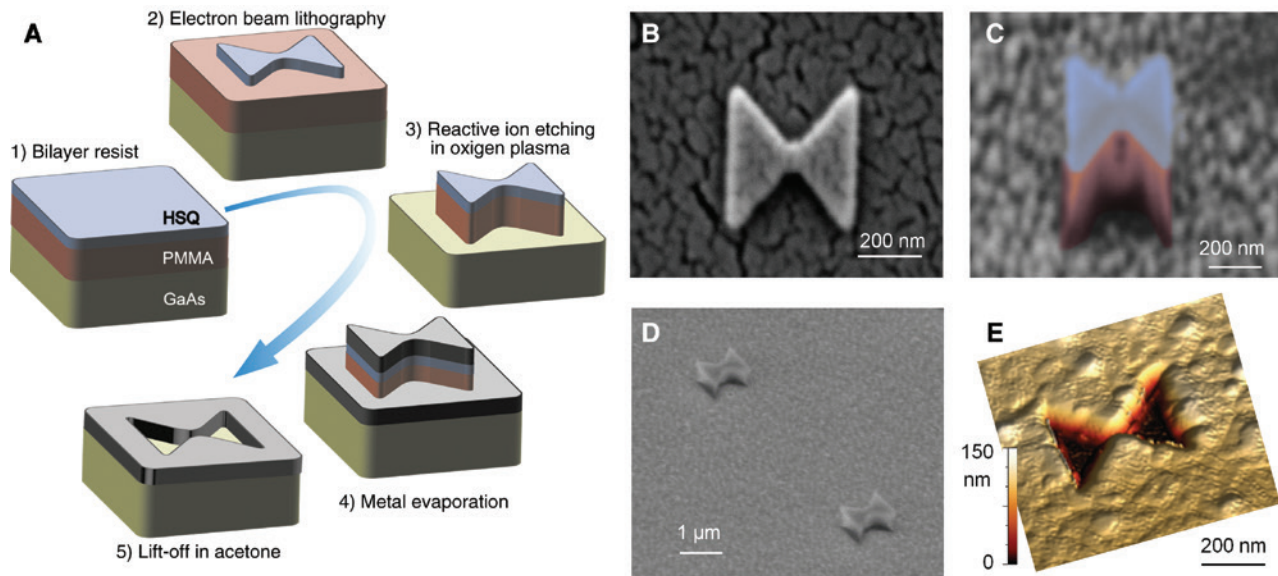 A
2) Electron beam lithography
1) Bilayer resist
HSQ
PMMA
GaAs
3) Reactive ion etching
in oxigen plasma
4) Metal evaporation
5) Lift-off in acetone
B
200 nm
C
200 nm
D
1 μm
E
150
nm
0
200 nm